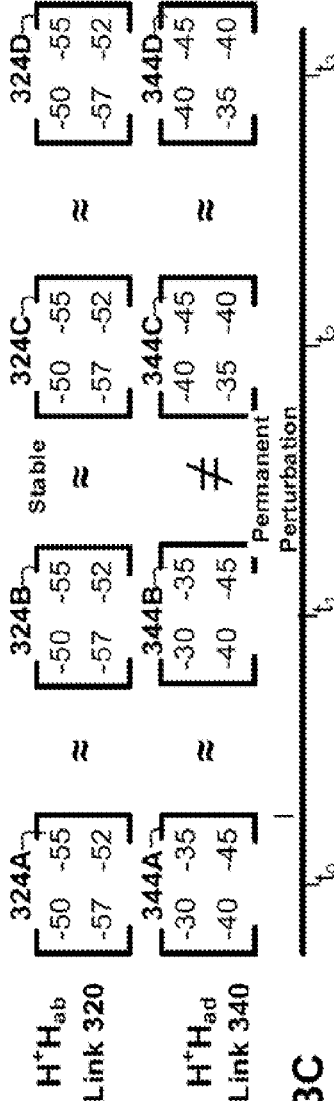 324A 324B Stable 324C 324D
H⁺H_ab [-50 -55 ≈ [-50 -55 ≈ [-50 -55 ≈ [-50 -55
Link 320 -57 -52] -57 -52] -57 -52] -57 -52]
344A 344B 344C 344D
H⁺H_ad [-30 -35 ≈ [-30 -35 ≠ [-40 -45 ≈ [-40 -45
Link 340 -40 -45] -40 -45] -35 -40] -35 -40]
Permanent
Perturbation
t₀ t₁ t₂ t₃
3C